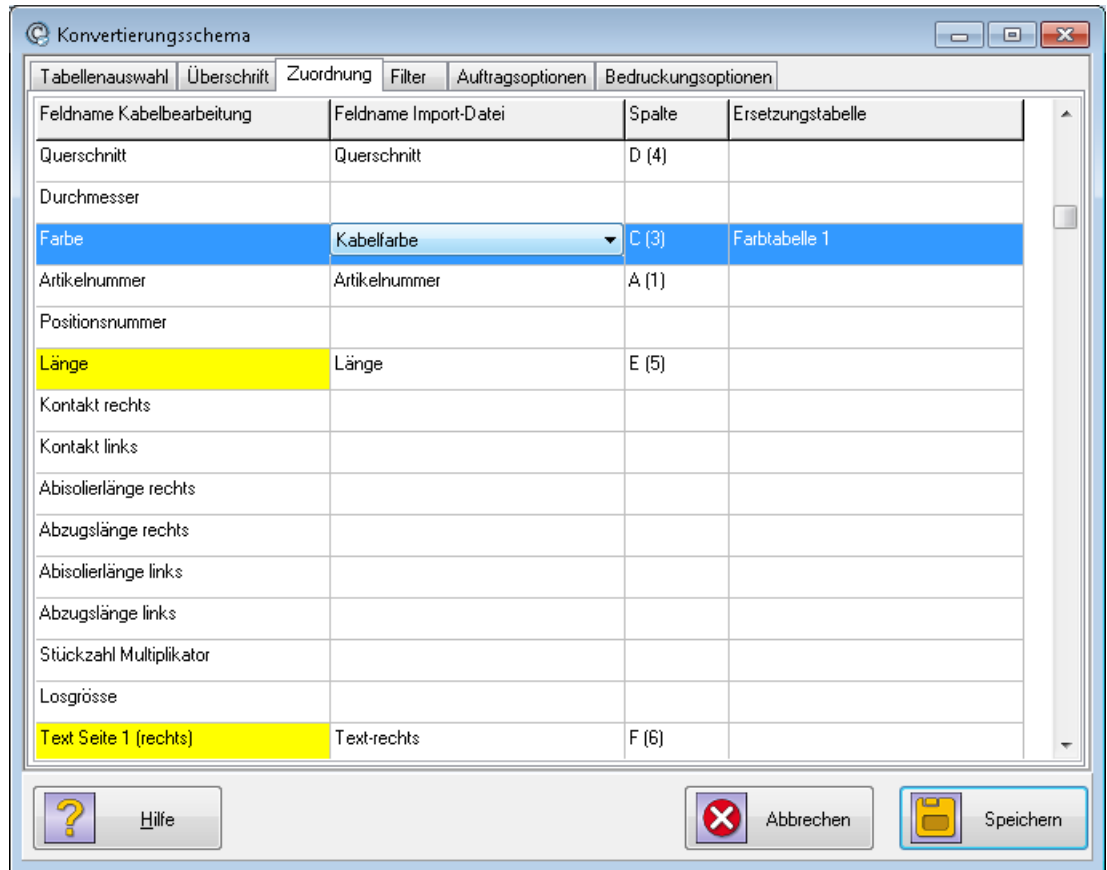 Konvertierungsschema
Tabellenauswahl Überschrift Zuordnung Filter Auftragsoptionen Bedruckungsoptionen
Feldname Kabelbearbeitung Feldname Import-Datei Spalte Ersetzungstabelle
Querschnitt Querschnitt D (4)
Durchmesser
Farbe Kabelfarbe C (3) Farbtabelle 1
Artikelnummer Artikelnummer A (1)
Positionsnummer
Länge Länge E (5)
Kontakt rechts
Kontakt links
Abisolierlänge rechts
Abzugslänge rechts
Abisolierlänge links
Abzugslänge links
Stückzahl Multiplikator
Losgrösse
Text Seite 1 (rechts) Text-rechts F (6)
Hilfe Abbrechen Speichern